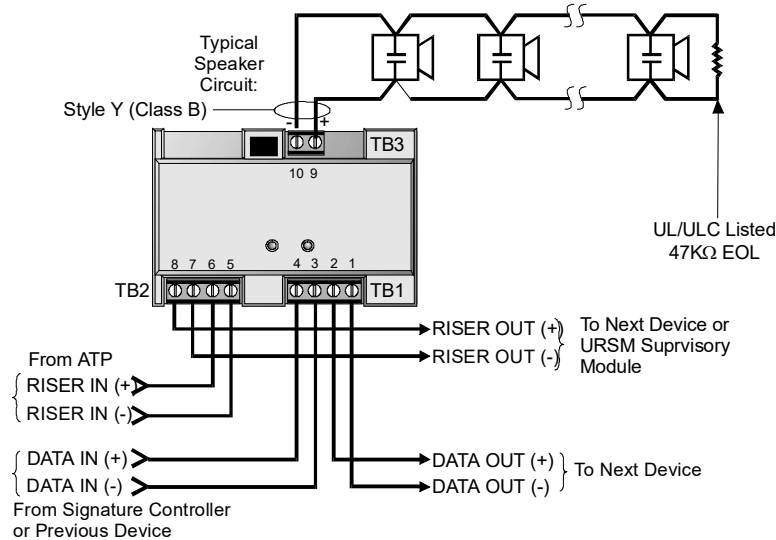 Typical
Speaker
Circuit:
Style Y (Class B)
- +
TB3
10 9
UL/ULC Listed
47KΩ EOL
8 7 6 5 4 3 2 1
TB2 TB1
RISER OUT (+)
RISER OUT (-)
To Next Device or
URSM Suprvisory
Module
From ATP
RISER IN (+)
RISER IN (-)
DATA IN (+)
DATA IN (-)
From Signature Controller
or Previous Device
DATA OUT (+)
DATA OUT (-)
To Next Device